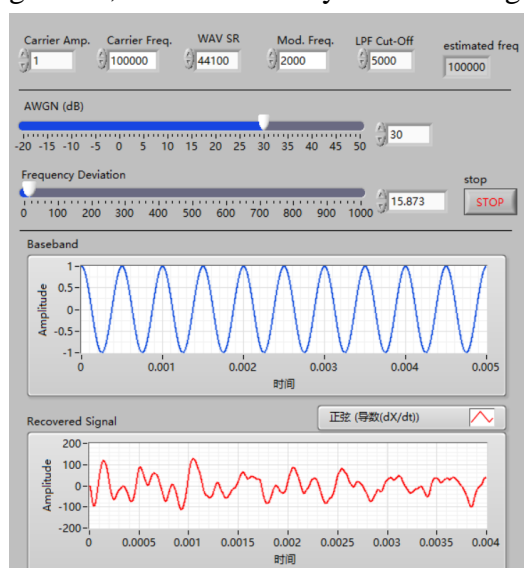 Carrier Amp. Carrier Freq. WAV SR Mod. Freq. LPF Cut-Off estimated freq
1 100000 44100 2000 5000 100000
AWGN (dB)
30
-20 -15 -10 -5 0 5 10 15 20 25 30 35 40 45 50
Frequency Deviation stop
15.873 STOP
0 100 200 300 400 500 600 700 800 900 1000
Baseband
Amplitude
1
0.5
0
-0.5
-1
0 0.001 0.002 0.003 0.004 0.005
时间
Recovered Signal 正弦 (导数(dX/dt))
Amplitude
200
100
0
-100
-200
0 0.0005 0.001 0.0015 0.002 0.0025 0.003 0.0035 0.004
时间